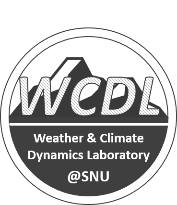 WCDL
Weather & Climate
Dynamics Laboratory
@SNU